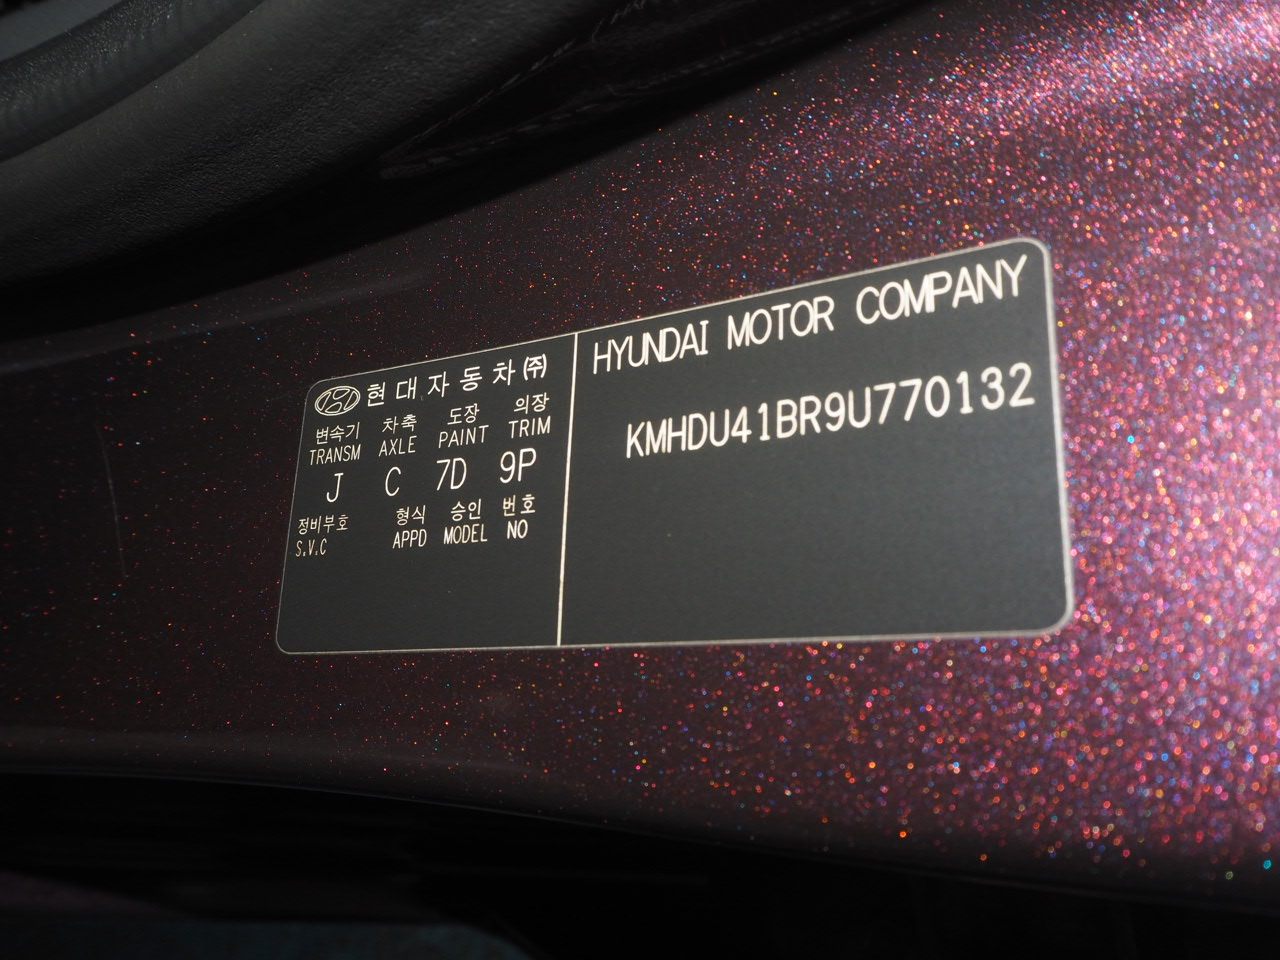 현대자동차㈜
변속기 차축 도장 의장
TRANSM AXLE PAINT TRIM
J C 7D 9P
정비부호 형식 승인 번호
S.V.C APPD MODEL NO
HYUNDAI MOTOR COMPANY
KMHDU41BR9U770132